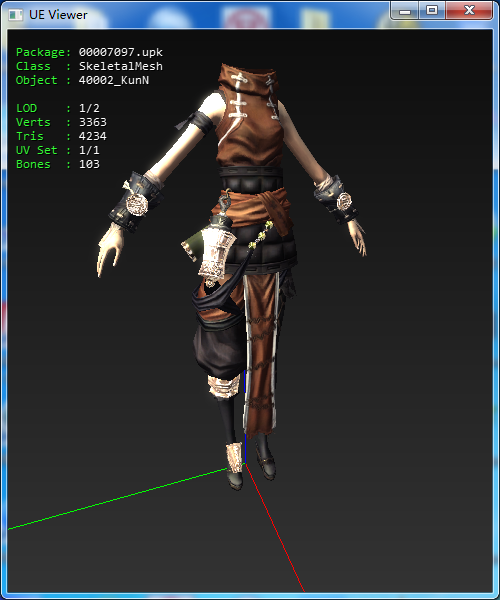 UE Viewer
Package: 00007097.upk
Class  : SkeletalMesh
Object : 40002_KunN
LOD    : 1/2
Verts  : 3363
Tris   : 4234
UV Set : 1/1
Bones  : 103